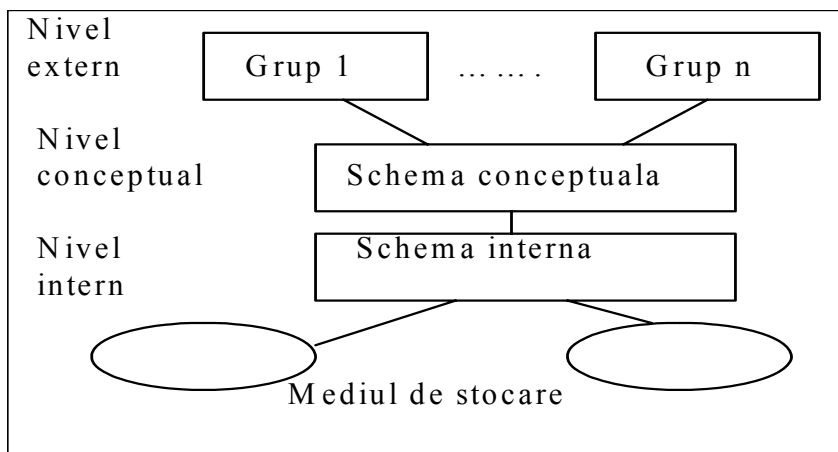 Nivel
extern
Grup 1
... ... .
Grup n
Nivel
conceptual
Schema conceptuala
Nivel
intern
Schema interna
Mediul de stocare